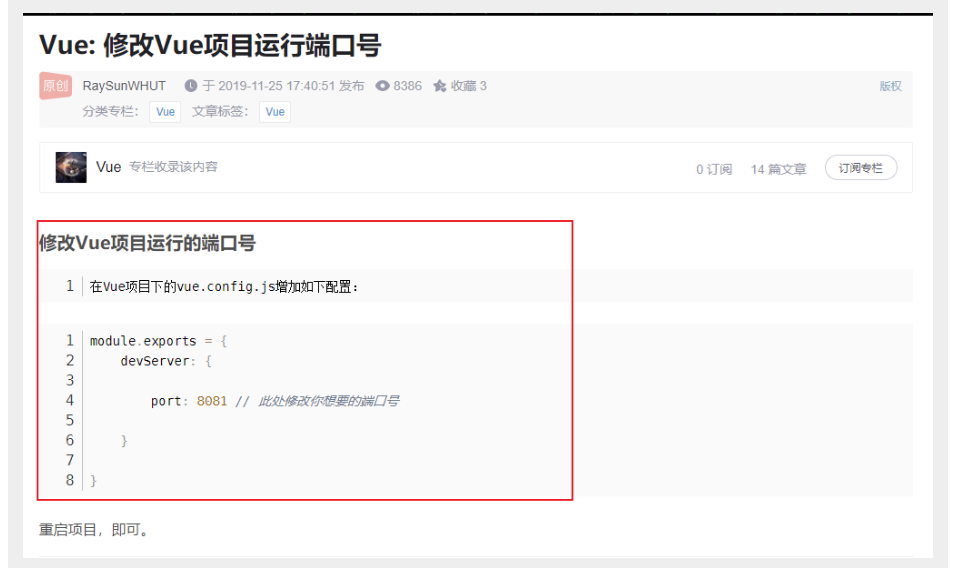 Vue: 修改Vue项目运行端口号
原创 RaySunWHUT 于 2019-11-25 17:40:51 发布 8386 收藏 3 版权
分类专栏: Vue 文章标签: Vue
Vue 专栏收录该内容 0 订阅 14 篇文章 订阅专栏
修改Vue项目运行的端口号
1 在Vue项目下的vue.config.js增加如下配置:
1 module.exports = {
2 devServer: {
3
4 port: 8081 // 此处修改你想要的端口号
5
6 }
7
8 }
重启项目，即可。